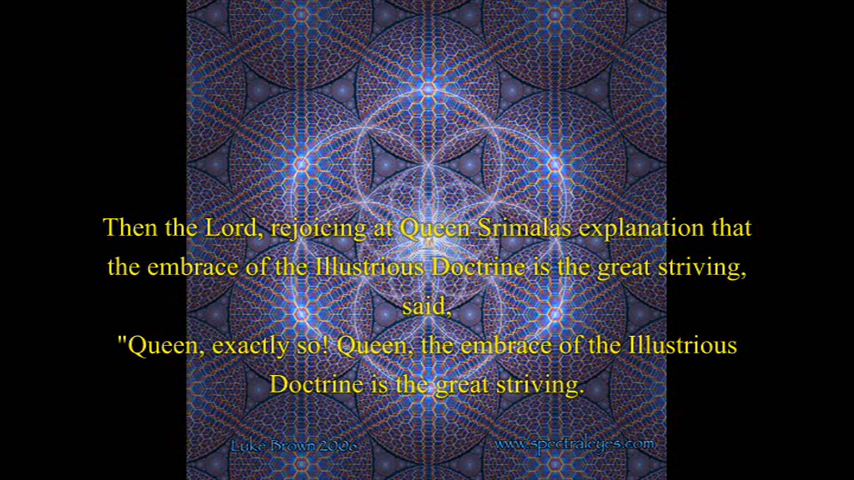 Then the Lord, rejoicing at Queen Srimalas explanation that
the embrace of the Illustrious Doctrine is the great striving,
said,
"Queen, exactly so! Queen, the embrace of the Illustrious
Doctrine is the great striving.
Luke Brown 2006
www.spectraleyes.com